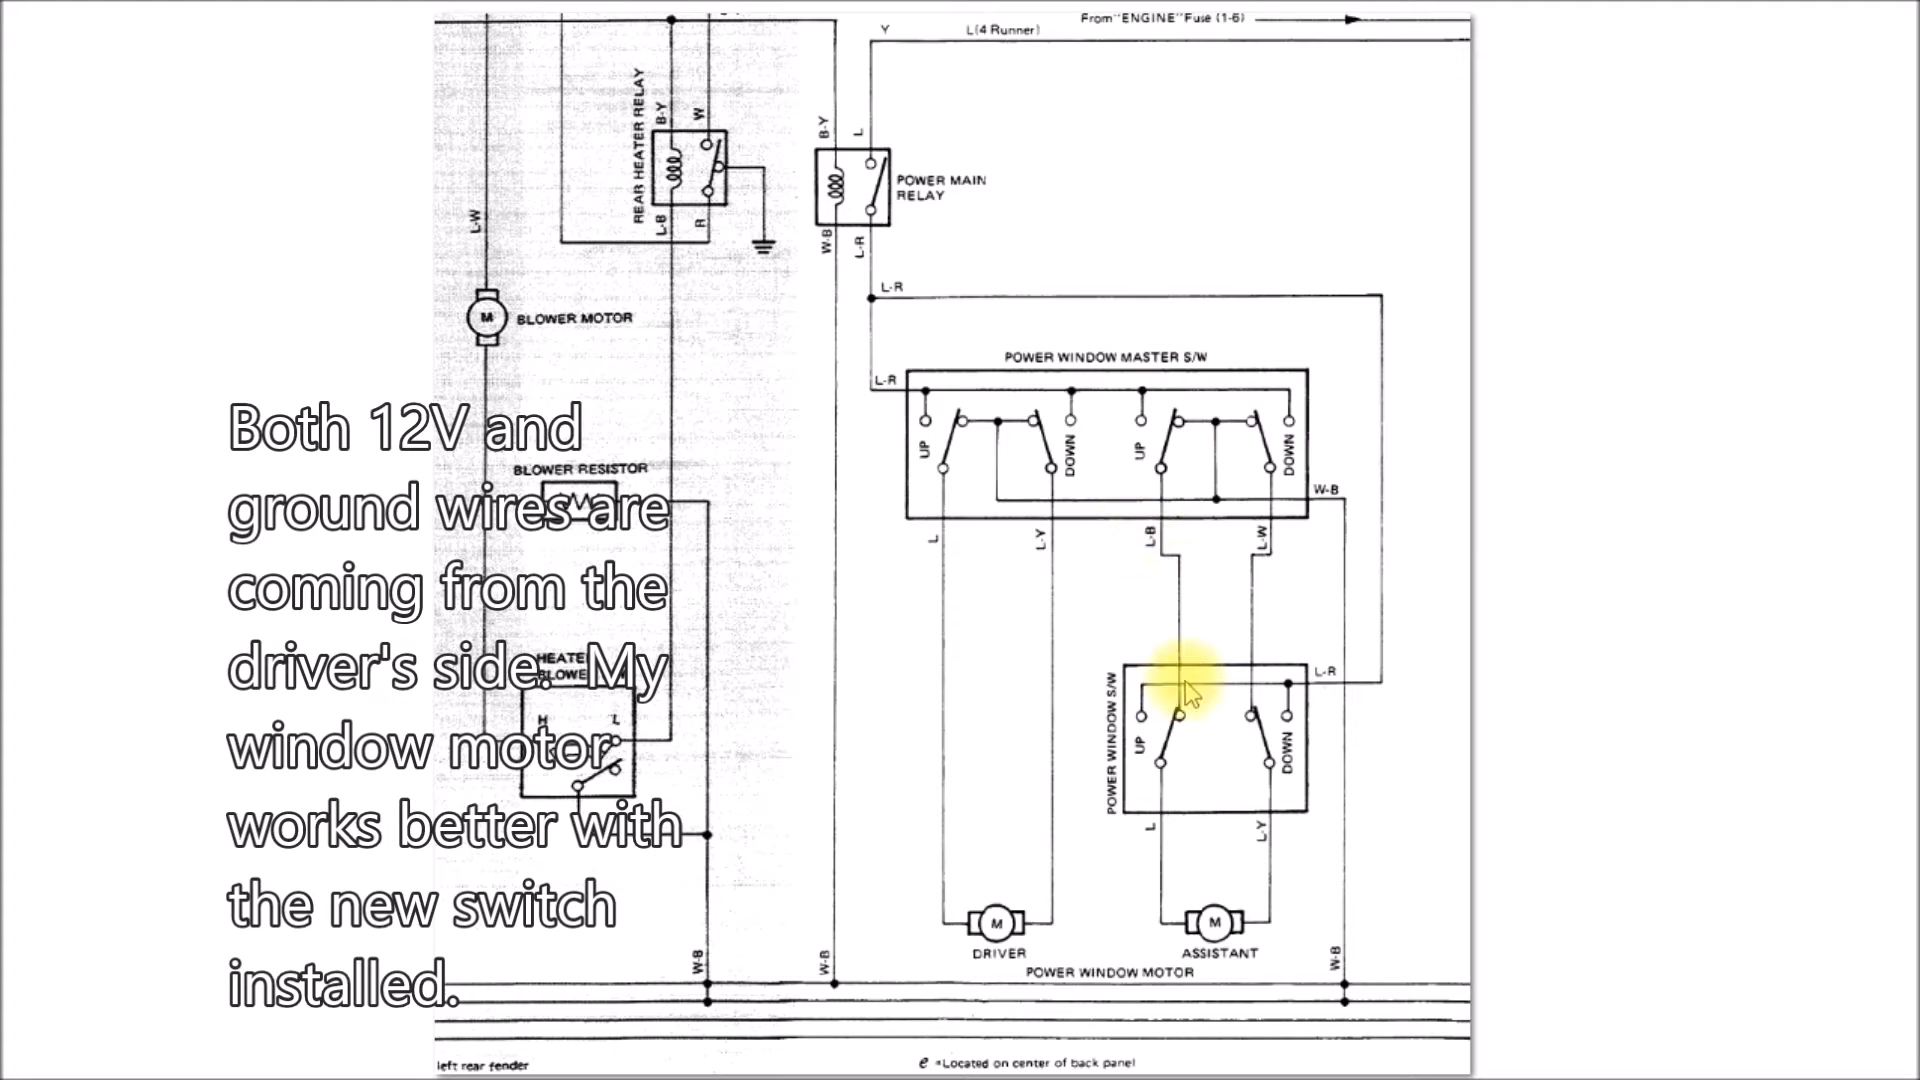 From "ENGINE" Fuse (1-6)
Y
L(4 Runner)
REAR HEATER RELAY
B-Y
W
B-Y
L
POWER MAIN
RELAY
L-W
L-B
R
W-B
L-R
L-R
M
BLOWER MOTOR
POWER WINDOW MASTER S/W
L-R
UP
DOWN
UP
DOWN
W-B
BLOWER RESISTOR
L
L-Y
L-B
L-W
Both 12V and
ground wires are
coming from the
driver's side. My
window motor
works better with
the new switch
installed.
H
L
POWER WINDOW S/W
L-R
UP
DOWN
L
L-Y
M
DRIVER
M
ASSISTANT
POWER WINDOW MOTOR
W-B
W-B
W-B
left rear fender
e =Located on center of back panel